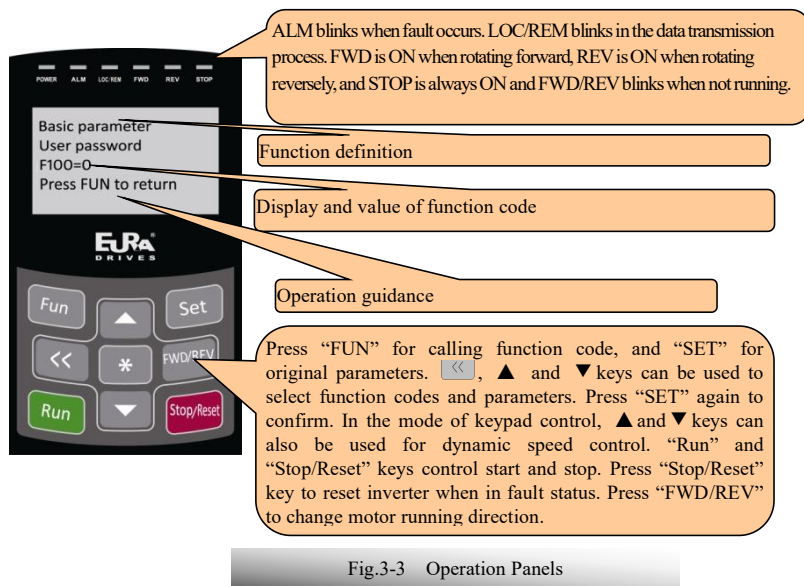 ALM blinks when fault occurs. LOC/REM blinks in the data transmission
process. FWD is ON when rotating forward, REV is ON when rotating
reversely, and STOP is always ON and FWD/REV blinks when not running.
POWER ALM LOC/REM FWD REV STOP
Basic parameter
User password
F100=0
Press FUN to return
Function definition
Display and value of function code
Operation guidance
EURA®
DRIVES
Fun
▲
Set
<<
*
FWD/REV
Run
▼
Stop/Reset
Press “FUN” for calling function code, and “SET” for
original parameters. <<, ▲ and ▼keys can be used to
select function codes and parameters. Press “SET” again to
confirm. In the mode of keypad control, ▲and▼keys can
also be used for dynamic speed control. “Run” and
“Stop/Reset” keys control start and stop. Press “Stop/Reset”
key to reset inverter when in fault status. Press “FWD/REV”
to change motor running direction.
Fig.3-3 Operation Panels